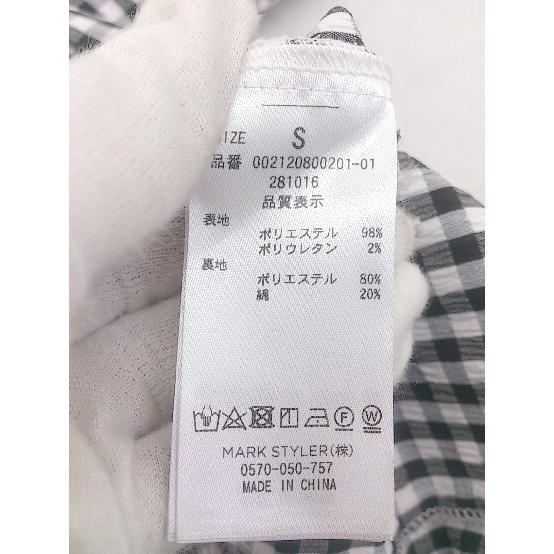 SIZE S
品番 002120800201-01
281016
品質表示
表地
ポリエステル 98%
ポリウレタン 2%
裏地
ポリエステル 80%
綿 20%
F W
MARK STYLER(株)
0570-050-757
MADE IN CHINA